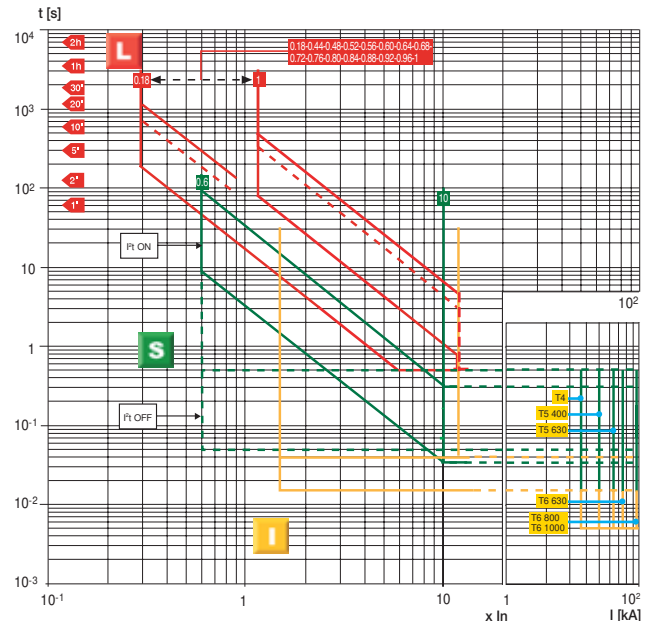 t [s]
10⁴
10³
10²
10
1
10⁻¹
10⁻²
10⁻³
2h
1h
30'
20'
10'
5'
2'
1'
L
0.18
1
0.18-0.44-0.48-0.52-0.56-0.60-0.64-0.68-
0.72-0.76-0.80-0.84-0.88-0.92-0.96-1
0.6
10
I²t ON
S
I²t OFF
I
10²
T4
T5 400
T5 630
T6 630
T6 800
T6 1000
10⁻¹
1
10
x In
1
10²
I [kA]